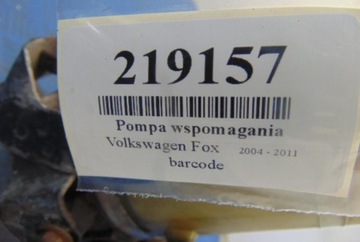 219157
Pompa wspomagania
Volkswagen Fox 2004 - 2011
barcode